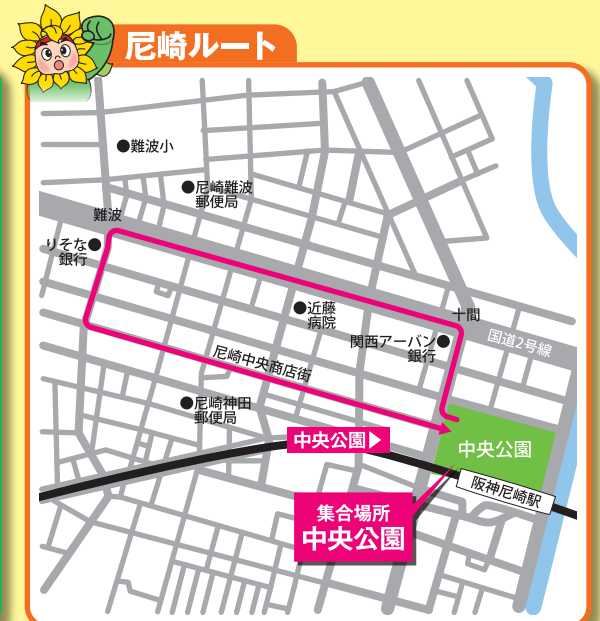 尼崎ルート
難波小
尼崎難波
郵便局
難波
りそな
銀行
近藤
病院
十間
国道2号線
関西アーバン
銀行
尼崎中央商店街
尼崎神田
郵便局
中央公園
中央公園
阪神尼崎駅
集合場所
中央公園